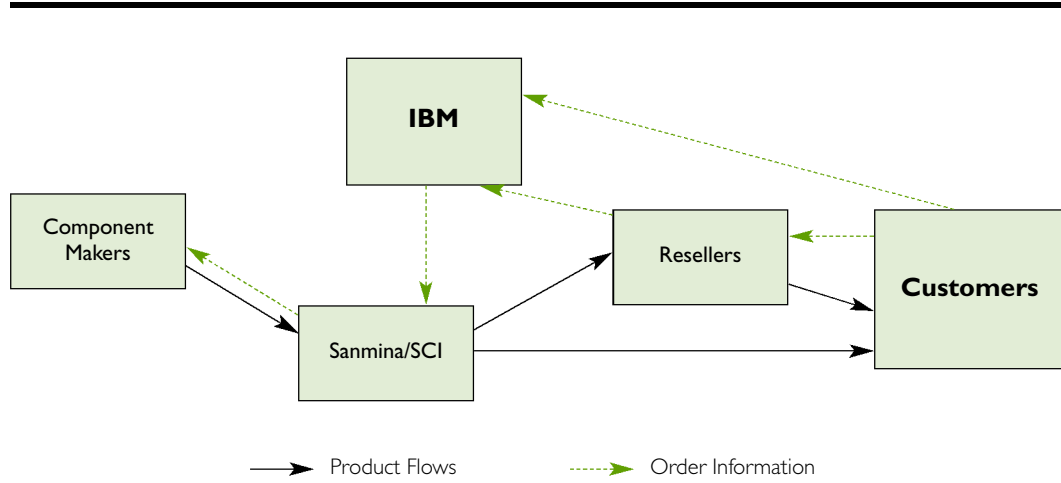 IBM
Component
Makers
Resellers
Customers
Sanmina/SCI
Product Flows
Order Information